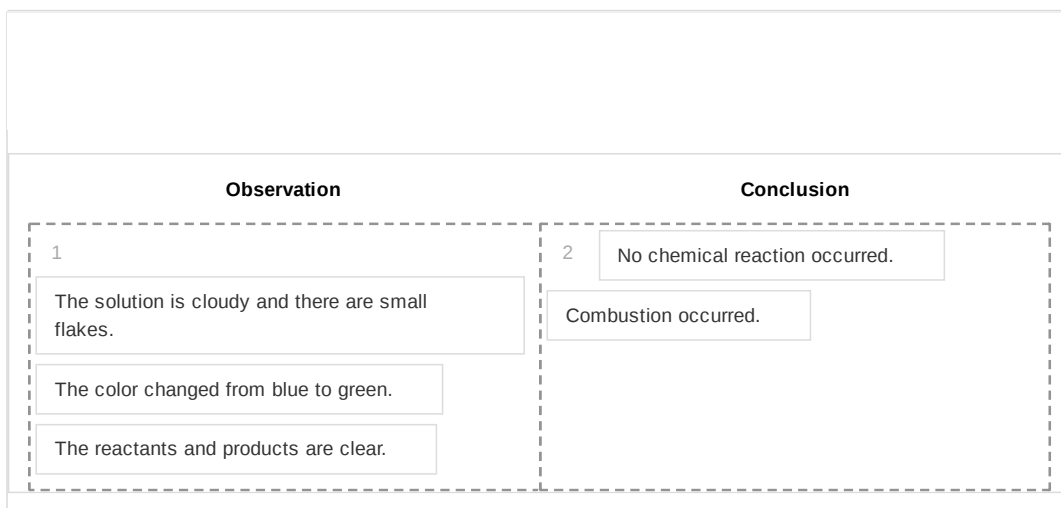 Observation
Conclusion
1
The solution is cloudy and there are small
flakes.
The color changed from blue to green.
The reactants and products are clear.
2
No chemical reaction occurred.
Combustion occurred.